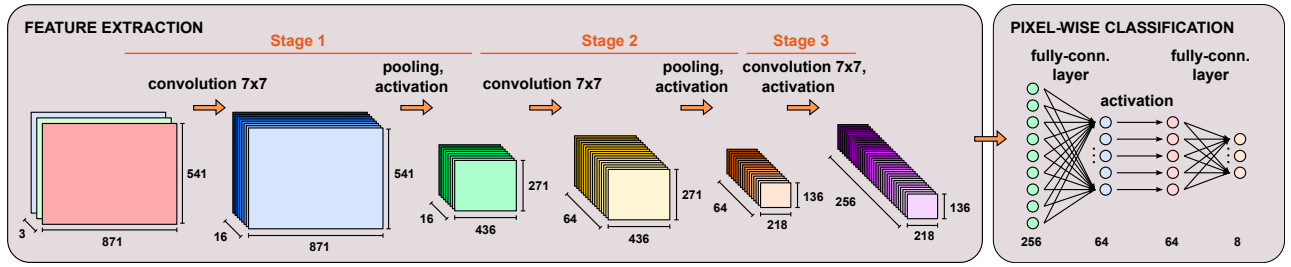 FEATURE EXTRACTION
Stage 1
Stage 2
Stage 3
convolution 7x7
pooling,
activation
convolution 7x7
pooling,
activation
convolution 7x7,
activation
541
871
3
541
871
16
271
436
16
271
436
64
136
218
64
136
218
256
PIXEL-WISE CLASSIFICATION
fully-conn.
layer
activation
fully-conn.
layer
256
64
64
8